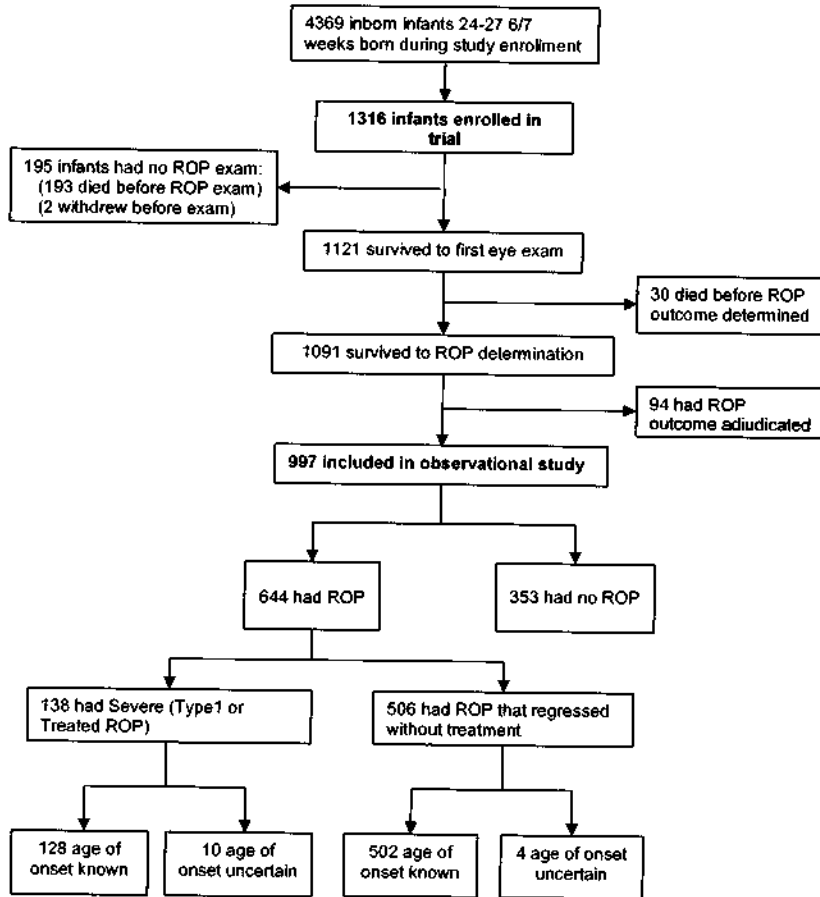 4369 inborn infants 24-27 6/7
weeks born during study enrollment
1316 infants enrolled in
trial
195 infants had no ROP exam:
(193 died before ROP exam)
(2 withdrew before exam)
1121 survived to first eye exam
30 died before ROP
outcome determined
1091 survived to ROP determination
94 had ROP
outcome adjudicated
997 included in observational study
644 had ROP
353 had no ROP
138 had Severe (Type1 or
Treated ROP)
506 had ROP that regressed
without treatment
128 age of
onset known
10 age of
onset uncertain
502 age of
onset known
4 age of onset
uncertain